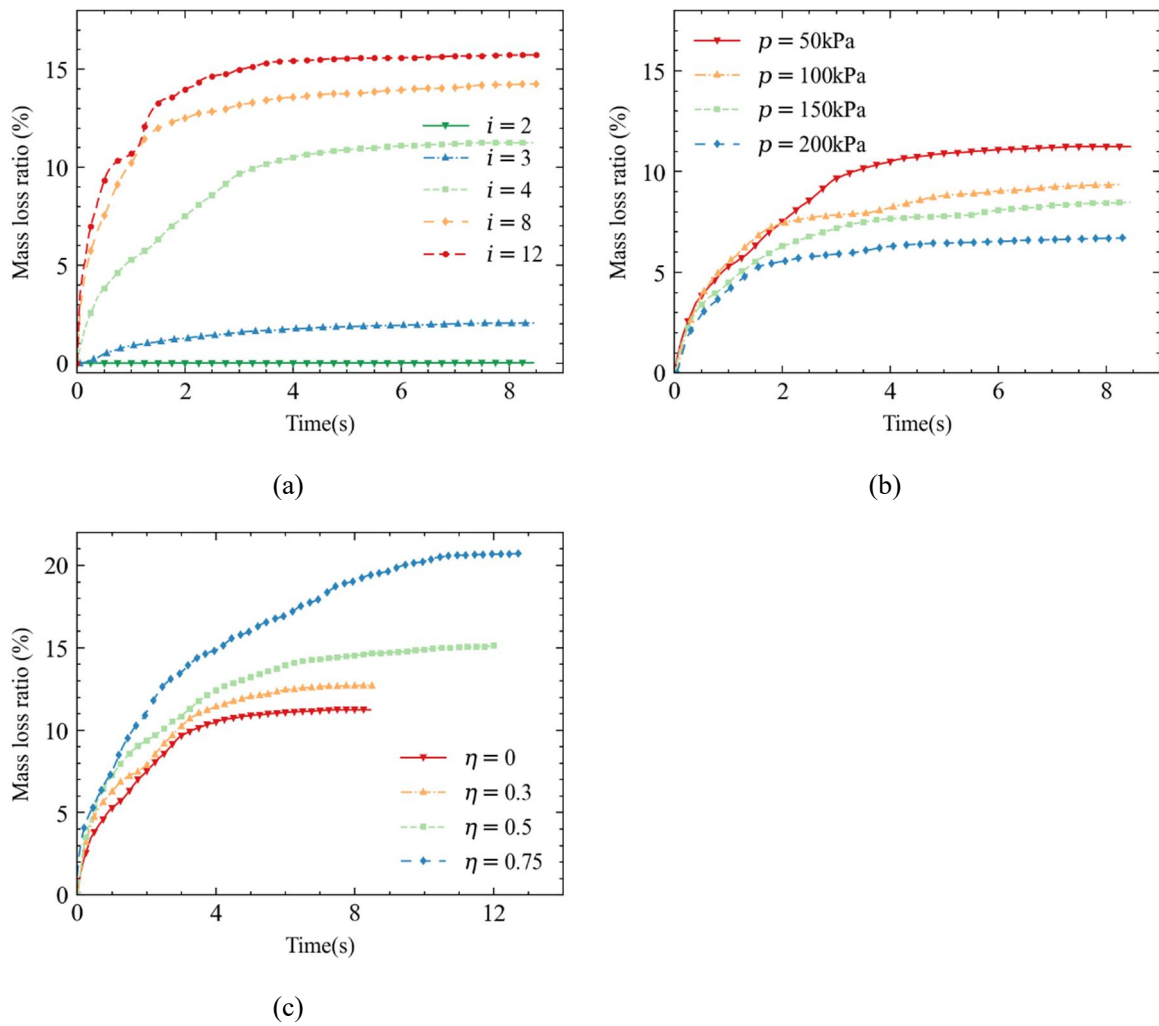 Mass loss ratio (%)
15
10
5
0
0 2 4 6 8
Time(s)
i = 2
i = 3
i = 4
i = 8
i = 12
(a)
Mass loss ratio (%)
15
10
5
0
0 2 4 6 8
Time(s)
p = 50kPa
p = 100kPa
p = 150kPa
p = 200kPa
(b)
Mass loss ratio (%)
20
15
10
5
0
0 4 8 12
Time(s)
η = 0
η = 0.3
η = 0.5
η = 0.75
(c)